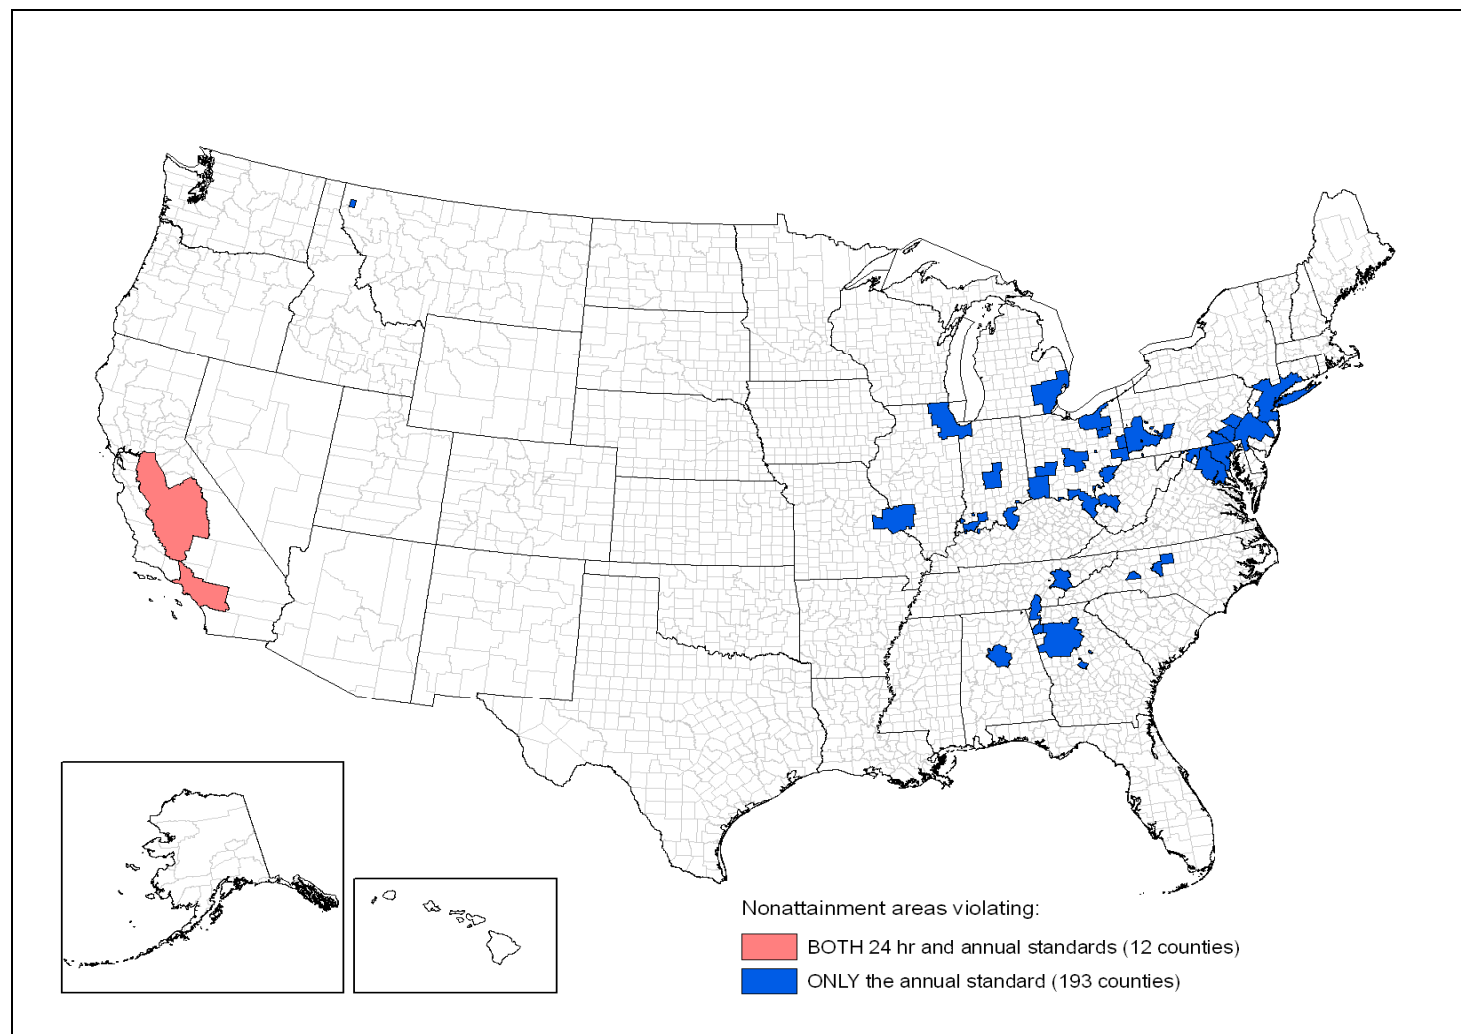 Nonattainment areas violating:
BOTH 24 hr and annual standards (12 counties)
ONLY the annual standard (193 counties)